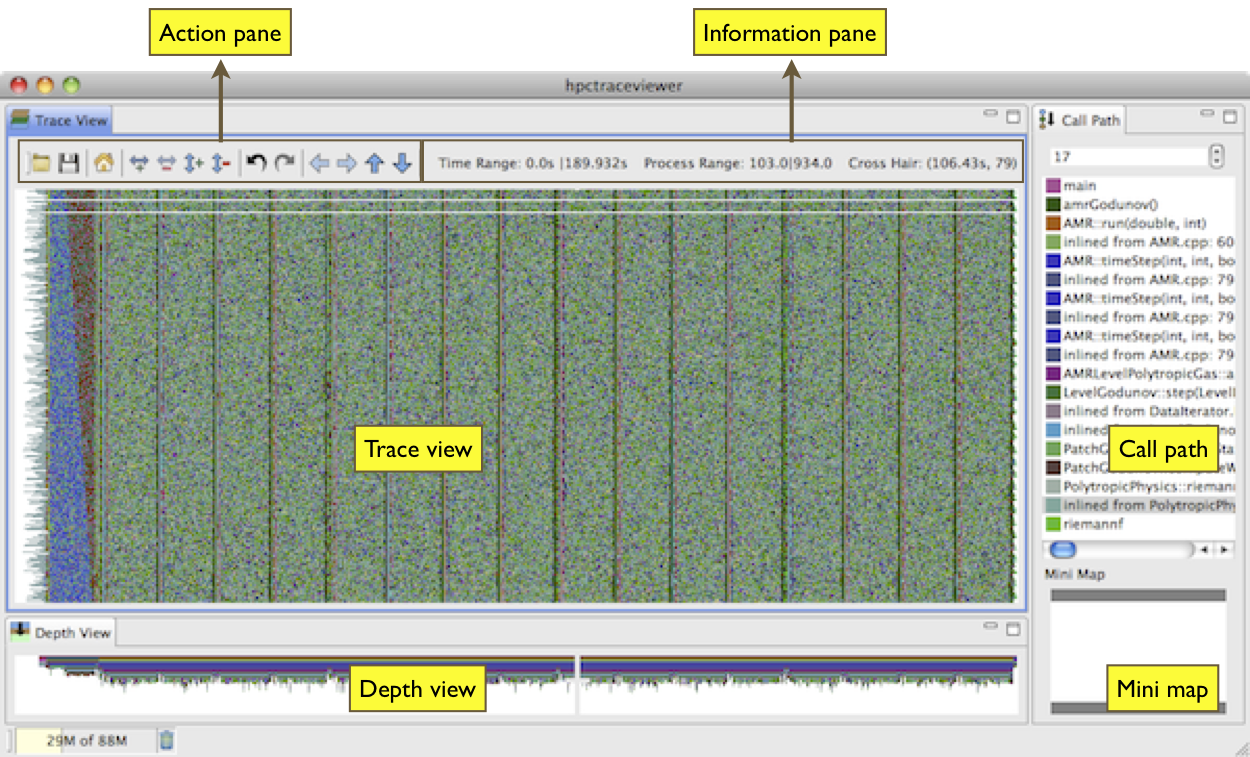 Action pane
Information pane
hpctraceviewer
Trace View
Call Path
Time Range: 0.0s |189.932s Process Range: 103.0|934.0 Cross Hair: (106.43s, 79)
17
main
amrGodunov()
AMR::run(double, int)
inlined from AMR.cpp: 60
AMR::timeStep(int, int, bo
inlined from AMR.cpp: 79
AMR::timeStep(int, int, bo
inlined from AMR.cpp: 79
AMR::timeStep(int, int, bo
inlined from AMR.cpp: 79
AMRLevelPolytropicGas::a
LevelGodunov::step(Levell
inlined from DataIterator.
inlined
PatchG
PatchG
PolytropicPhysics::rieman
inlined from PolytropicPhy
riemannf
Trace view
Call path
Mini Map
Depth View
Depth view
Mini map
29M of 88M